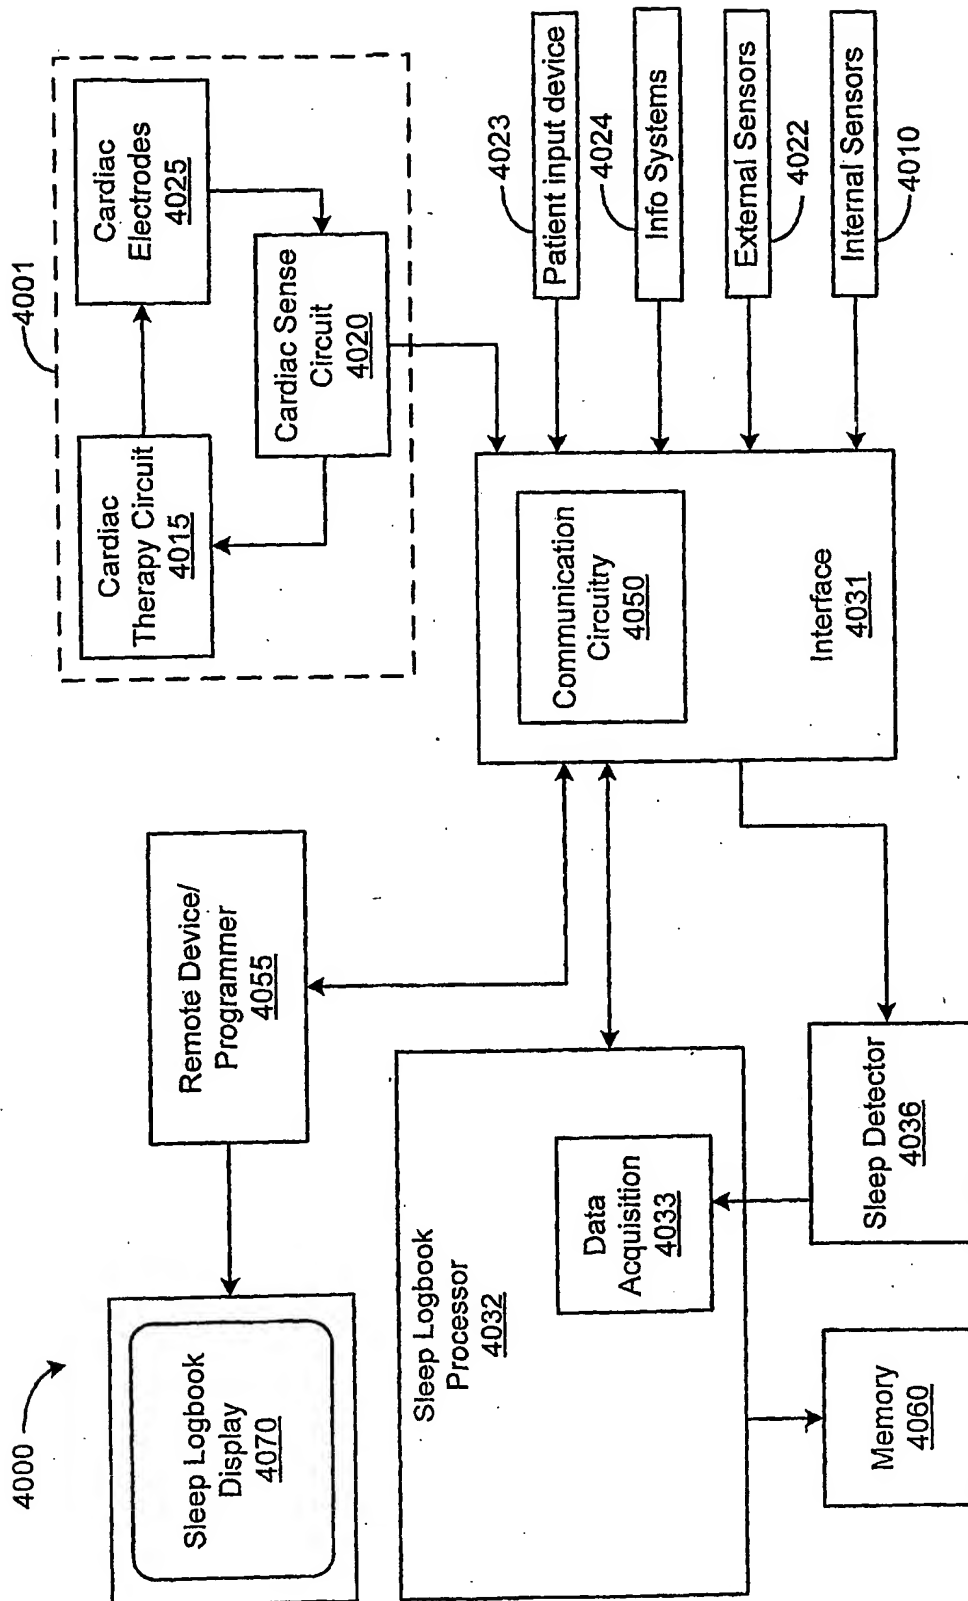 4000
Sleep Logbook
Display
4070
Remote Device/
Programmer
4055
4001
Cardiac
Therapy Circuit
4015
Cardiac
Electrodes
4025
Cardiac Sense
Circuit
4020
Sleep Logbook
Processor
4032
Data
Acquisition
4033
Communication
Circuitry
4050
Interface
4031
4023
Patient input device
4024
Info Systems
External Sensors
4022
Internal Sensors
4010
Memory
4060
Sleep Detector
4036